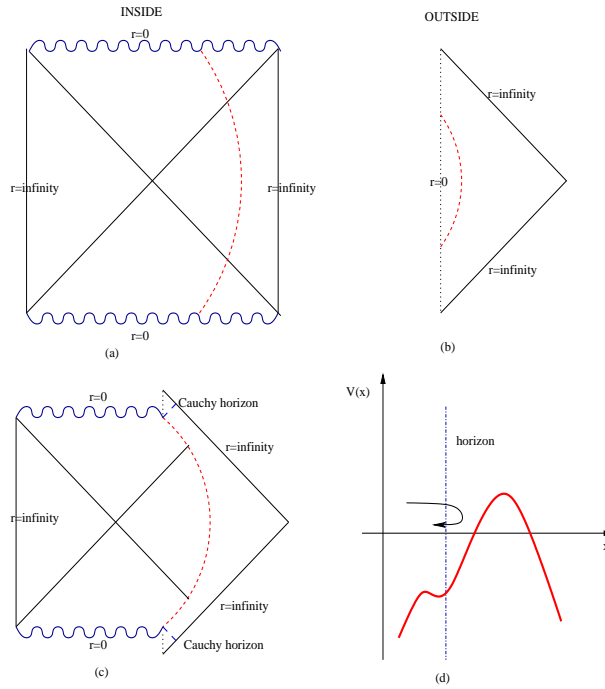 INSIDE
OUTSIDE
r=0
r=infinity
r=infinity
r=infinity
r=0
r=infinity
r=infinity
r=0
(a)
(b)
r=0
Cauchy horizon
r=infinity
r=infinity
r=infinity
r=0
Cauchy horizon
(c)
V(x)
horizon
x
(d)